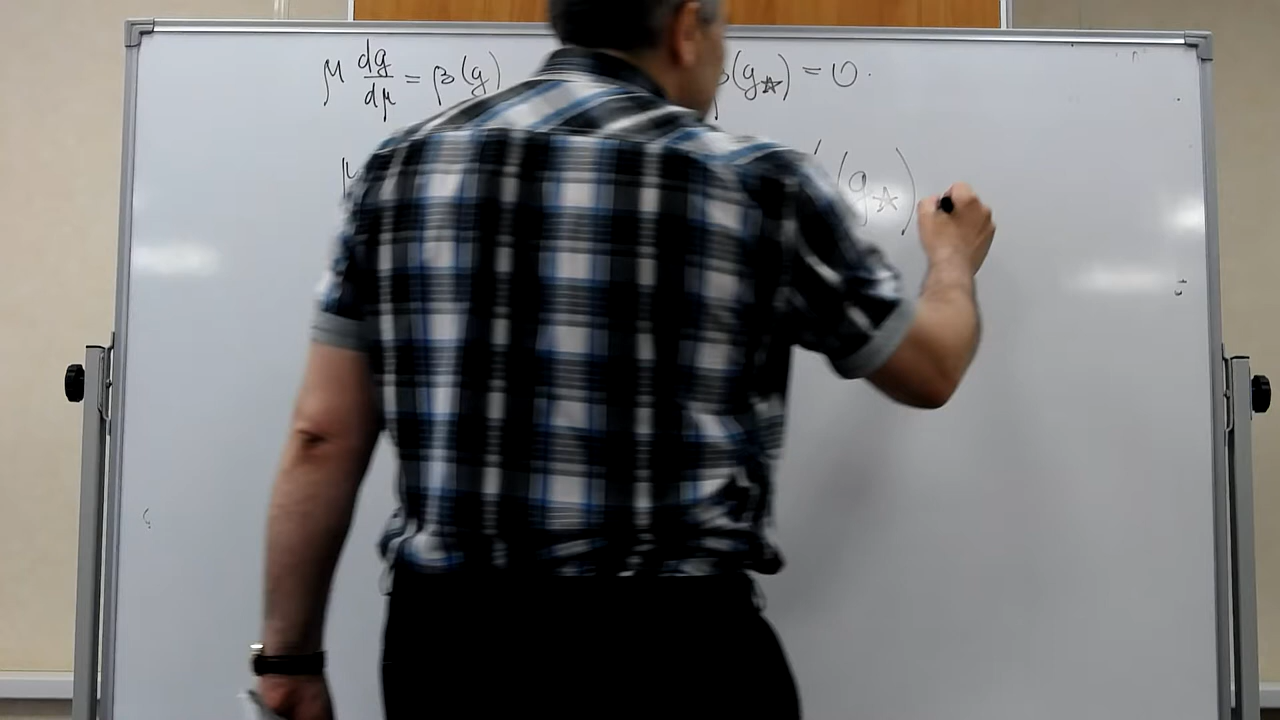 μ dg/dμ = β(g) β(g☆) = 0.
μ ′(g☆)